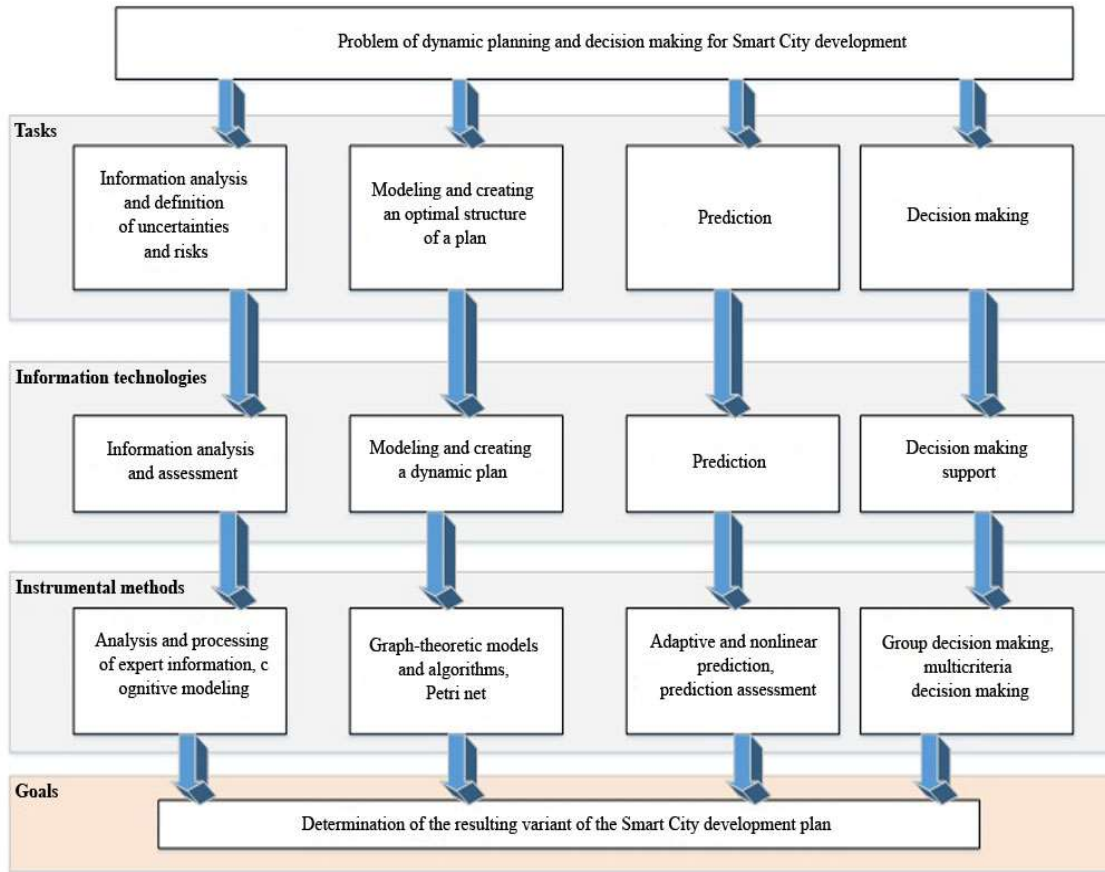 Problem of dynamic planning and decision making for Smart City development
Tasks
Information analysis
and definition
of uncertainties
and risks
Modeling and creating
an optimal structure
of a plan
Prediction
Decision making
Information technologies
Information analysis
and assessment
Modeling and creating
a dynamic plan
Prediction
Decision making
support
Instrumental methods
Analysis and processing
of expert information, c
ognitive modeling
Graph-theoretic models
and algorithms,
Petri net
Adaptive and nonlinear
prediction,
prediction assessment
Group decision making,
multicriteria
decision making
Goals
Determination of the resulting variant of the Smart City development plan